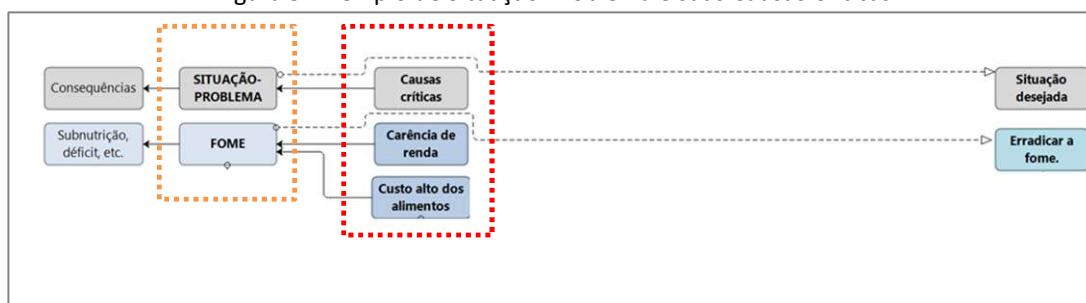 Consequências
SITUAÇÃO-
PROBLEMA
Causas
críticas
Situação
desejada
Subnutrição,
déficit, etc.
FOME
Carência de
renda
Erradicar a
fome.
Custo alto dos
alimentos